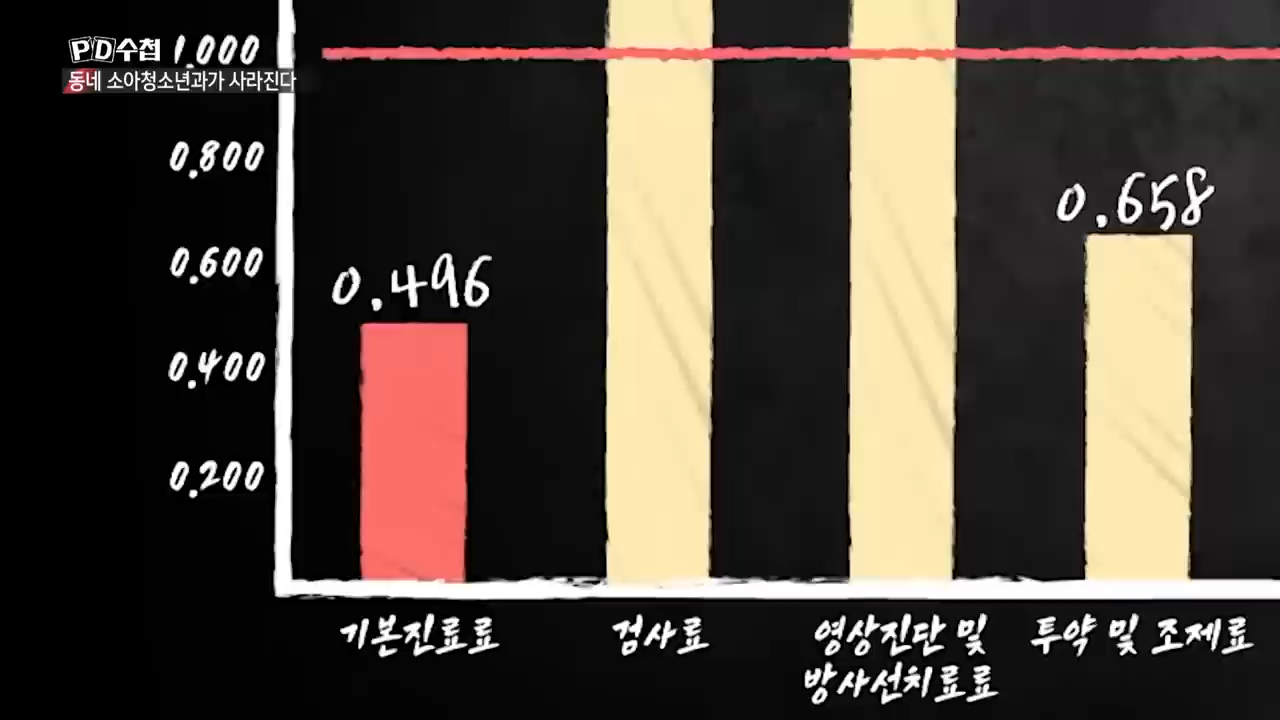 PD수첩
동네 소아청소년과가 사라진다
1.000
0.800
0.600
0.400
0.200
0.496
0.658
기본진료료
검사료
영상진단 및
방사선치료료
투약 및 조제료